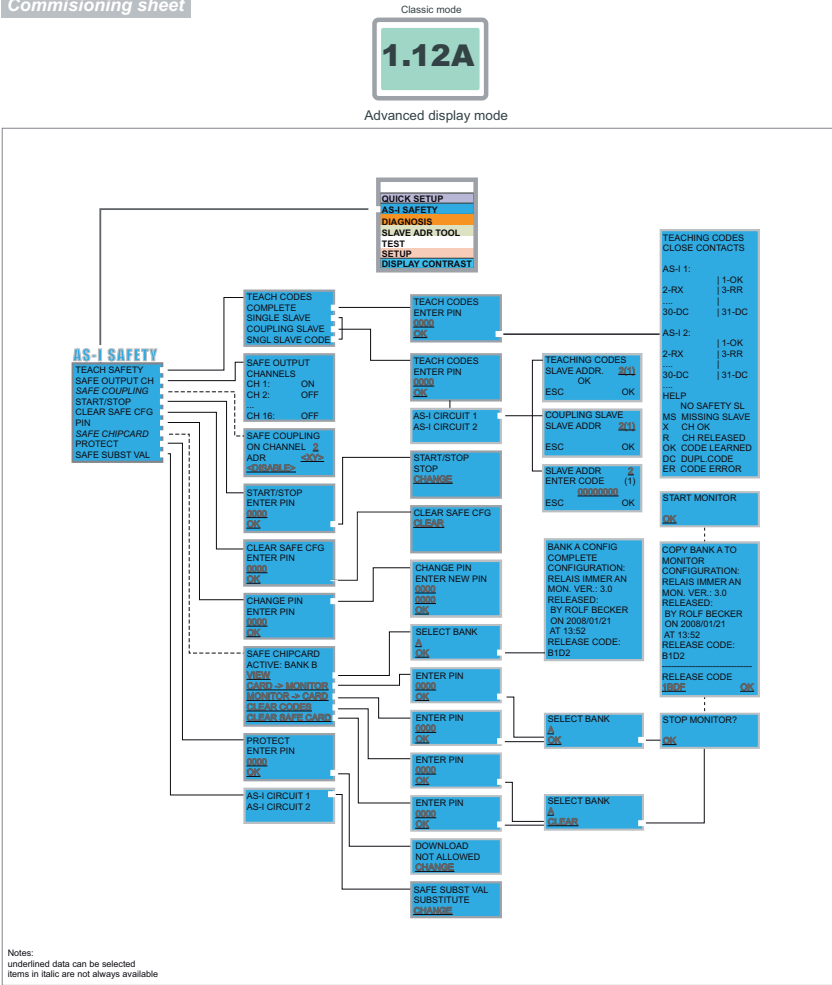 Commisioning sheet
Classic mode
1.12A
Advanced display mode
QUICK SETUP
AS-I SAFETY
DIAGNOSIS
SLAVE ADR TOOL
TEST
SETUP
DISPLAY CONTRAST
AS-I SAFETY
TEACH SAFETY
SAFE OUTPUT CH
SAFE COUPLING
START/STOP
CLEAR SAFE CFG
PIN
SAFE CHIPCARD
PROTECT
SAFE SUBST VAL
TEACH CODES
COMPLETE
SINGLE SLAVE
COUPLING SLAVE
SNGL SLAVE CODE
SAFE OUTPUT
CHANNELS
CH 1: ON
CH 2: OFF
...
CH 16: OFF
SAFE COUPLING
ON CHANNEL 2
ADR <XY>
<DISABLE>
START/STOP
ENTER PIN
0000
OK
CLEAR SAFE CFG
ENTER PIN
0000
OK
CHANGE PIN
ENTER PIN
0000
OK
SAFE CHIPCARD
ACTIVE: BANK B
VIEW
CARD -> MONITOR
MONITOR -> CARD
CLEAR CODES
CLEAR SAFE CARD
PROTECT
ENTER PIN
0000
OK
AS-I CIRCUIT 1
AS-I CIRCUIT 2
TEACH CODES
ENTER PIN
0000
OK
TEACH CODES
ENTER PIN
0000
OK
AS-I CIRCUIT 1
AS-I CIRCUIT 2
START/STOP
STOP
CHANGE
CLEAR SAFE CFG
CLEAR
CHANGE PIN
ENTER NEW PIN
0000
0000
OK
SELECT BANK
A
OK
ENTER PIN
0000
OK
ENTER PIN
0000
OK
ENTER PIN
0000
OK
ENTER PIN
0000
OK
DOWNLOAD
NOT ALLOWED
CHANGE
SAFE SUBST VAL
SUBSTITUTE
CHANGE
TEACHING CODES
SLAVE ADDR. 2(1)
OK
ESC OK
COUPLING SLAVE
SLAVE ADDR 2(1)
ESC OK
SLAVE ADDR 2
ENTER CODE (1)
00000000
ESC OK
BANK A CONFIG
COMPLETE
CONFIGURATION:
RELAIS IMMER AN
MON. VER.: 3.0
RELEASED:
BY ROLF BECKER
ON 2008/01/21
AT 13:52
RELEASE CODE:
B1D2
SELECT BANK
A
OK
SELECT BANK
A
CLEAR
TEACHING CODES
CLOSE CONTACTS
AS-I 1:
| 1-OK
2-RX | 3-RR
.... |
30-DC | 31-DC
AS-I 2:
| 1-OK
2-RX | 3-RR
.... |
30-DC | 31-DC
....
HELP
NO SAFETY SL
MS MISSING SLAVE
X CH OK
R CH RELEASED
OK CODE LEARNED
DC DUPL.CODE
ER CODE ERROR
START MONITOR
OK
COPY BANK A TO
MONITOR
CONFIGURATION:
RELAIS IMMER AN
MON. VER.: 3.0
RELEASED:
BY ROLF BECKER
ON 2008/01/21
AT 13:52
RELEASE CODE:
B1D2
RELEASE CODE
1BDF OK
STOP MONITOR?
OK
Notes:
underlined data can be selected
items in italic are not always available